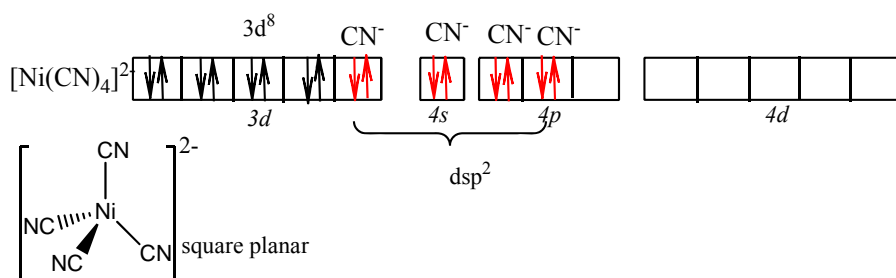 3d⁸
CN⁻ CN⁻ CN⁻ CN⁻
[Ni(CN)₄]²⁻
3d 4s 4p 4d
dsp²
2-
CN
Ni
NC
CN
NC
square planar